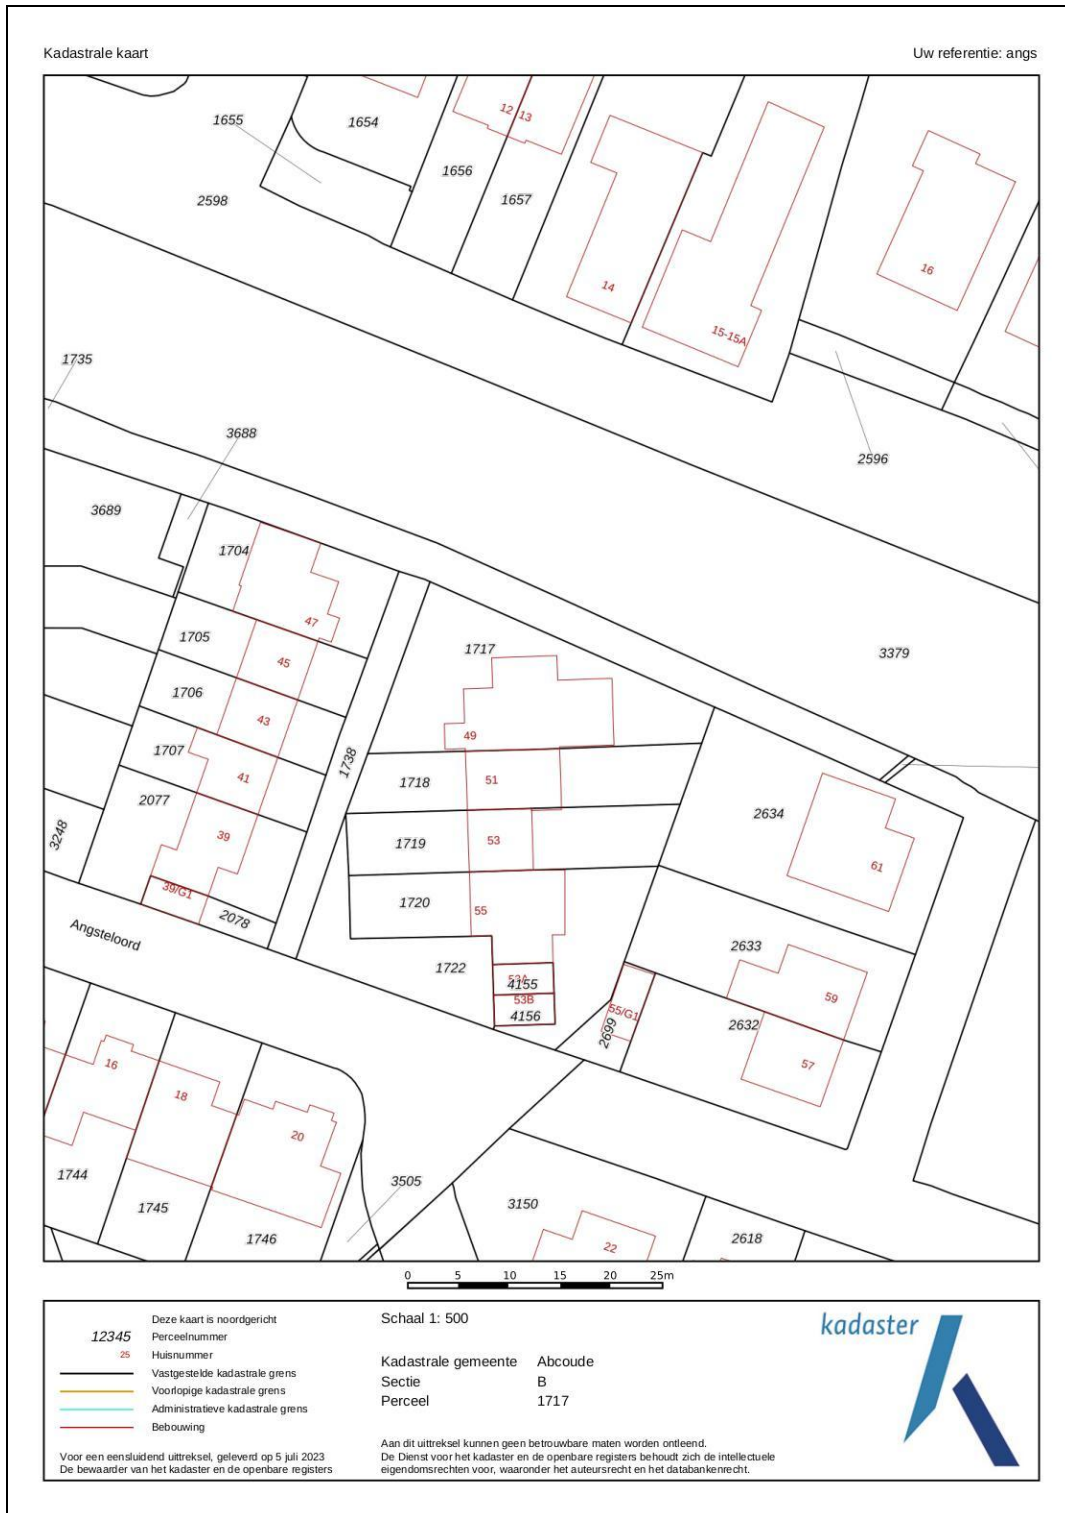 Kadastrale kaart
Uw referentie: angs
1655
1654
12
13
1656
1657
2598
14
15-15A
16
1735
3688
2596
3689
1704
47
1705
45
1717
3379
1706
43
49
1707
41
1738
1718
51
2077
39
3248
1719
53
2634
61
39/G1
2078
1720
55
Angsteloord
1722
53A
4155
53B
4156
2633
59
55/G1
2699
2632
57
16
18
20
1744
1745
1746
3505
3150
22
2618
0 5 10 15 20 25m
Deze kaart is noordgericht
12345 Perceelnummer
25 Huisnummer
Vastgestelde kadastrale grens
Voorlopige kadastrale grens
Administratieve kadastrale grens
Bebouwing
Voor een eensluidend uittreksel, geleverd op 5 juli 2023
De bewaarder van het kadaster en de openbare registers
Schaal 1: 500
Kadastrale gemeente Abcoude
Sectie B
Perceel 1717
Aan dit uittreksel kunnen geen betrouwbare maten worden ontleend.
De Dienst voor het kadaster en de openbare registers behoudt zich de intellectuele
eigendomsrechten voor, waaronder het auteursrecht en het databankenrecht.
kadaster